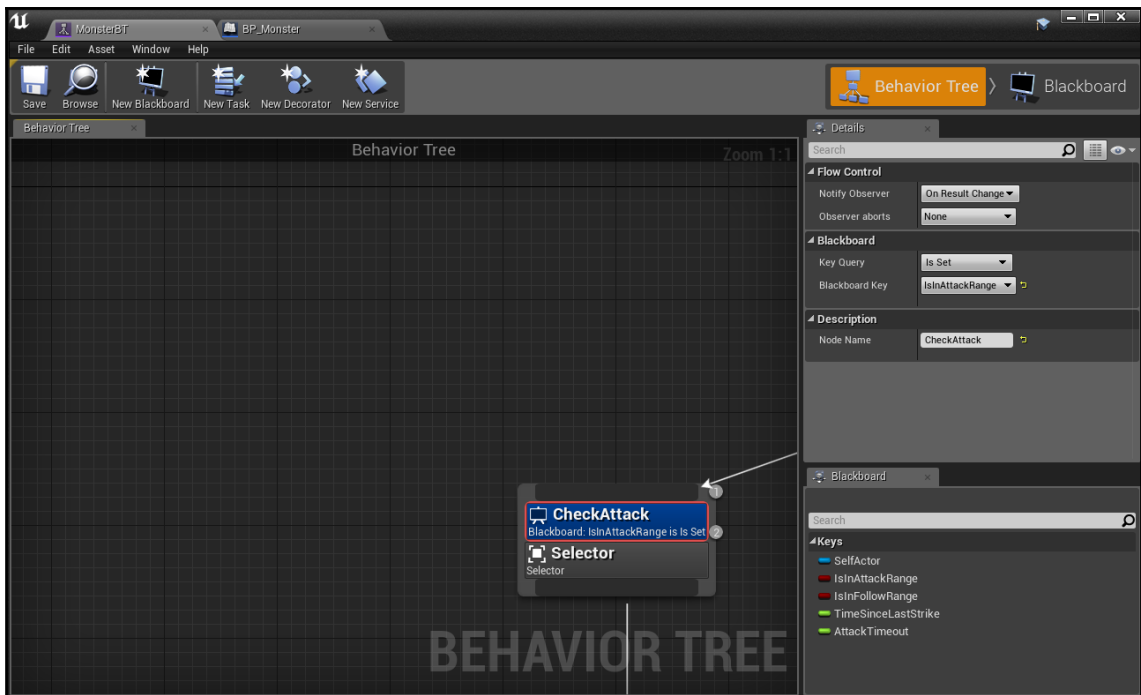 MonsterBT
BP_Monster
File Edit Asset Window Help
Save Browse New Blackboard New Task New Decorator New Service
Behavior Tree
Blackboard
Behavior Tree
Behavior Tree
Zoom 1:1
1
CheckAttack
Blackboard: IsInAttackRange is Is Set
2
Selector
Selector
BEHAVIOR TREE
Details
Search
Flow Control
Notify Observer On Result Change
Observer aborts None
Blackboard
Key Query Is Set
Blackboard Key IsInAttackRange
Description
Node Name CheckAttack
Blackboard
Search
Keys
SelfActor
IsInAttackRange
IsInFollowRange
TimeSinceLastStrike
AttackTimeout